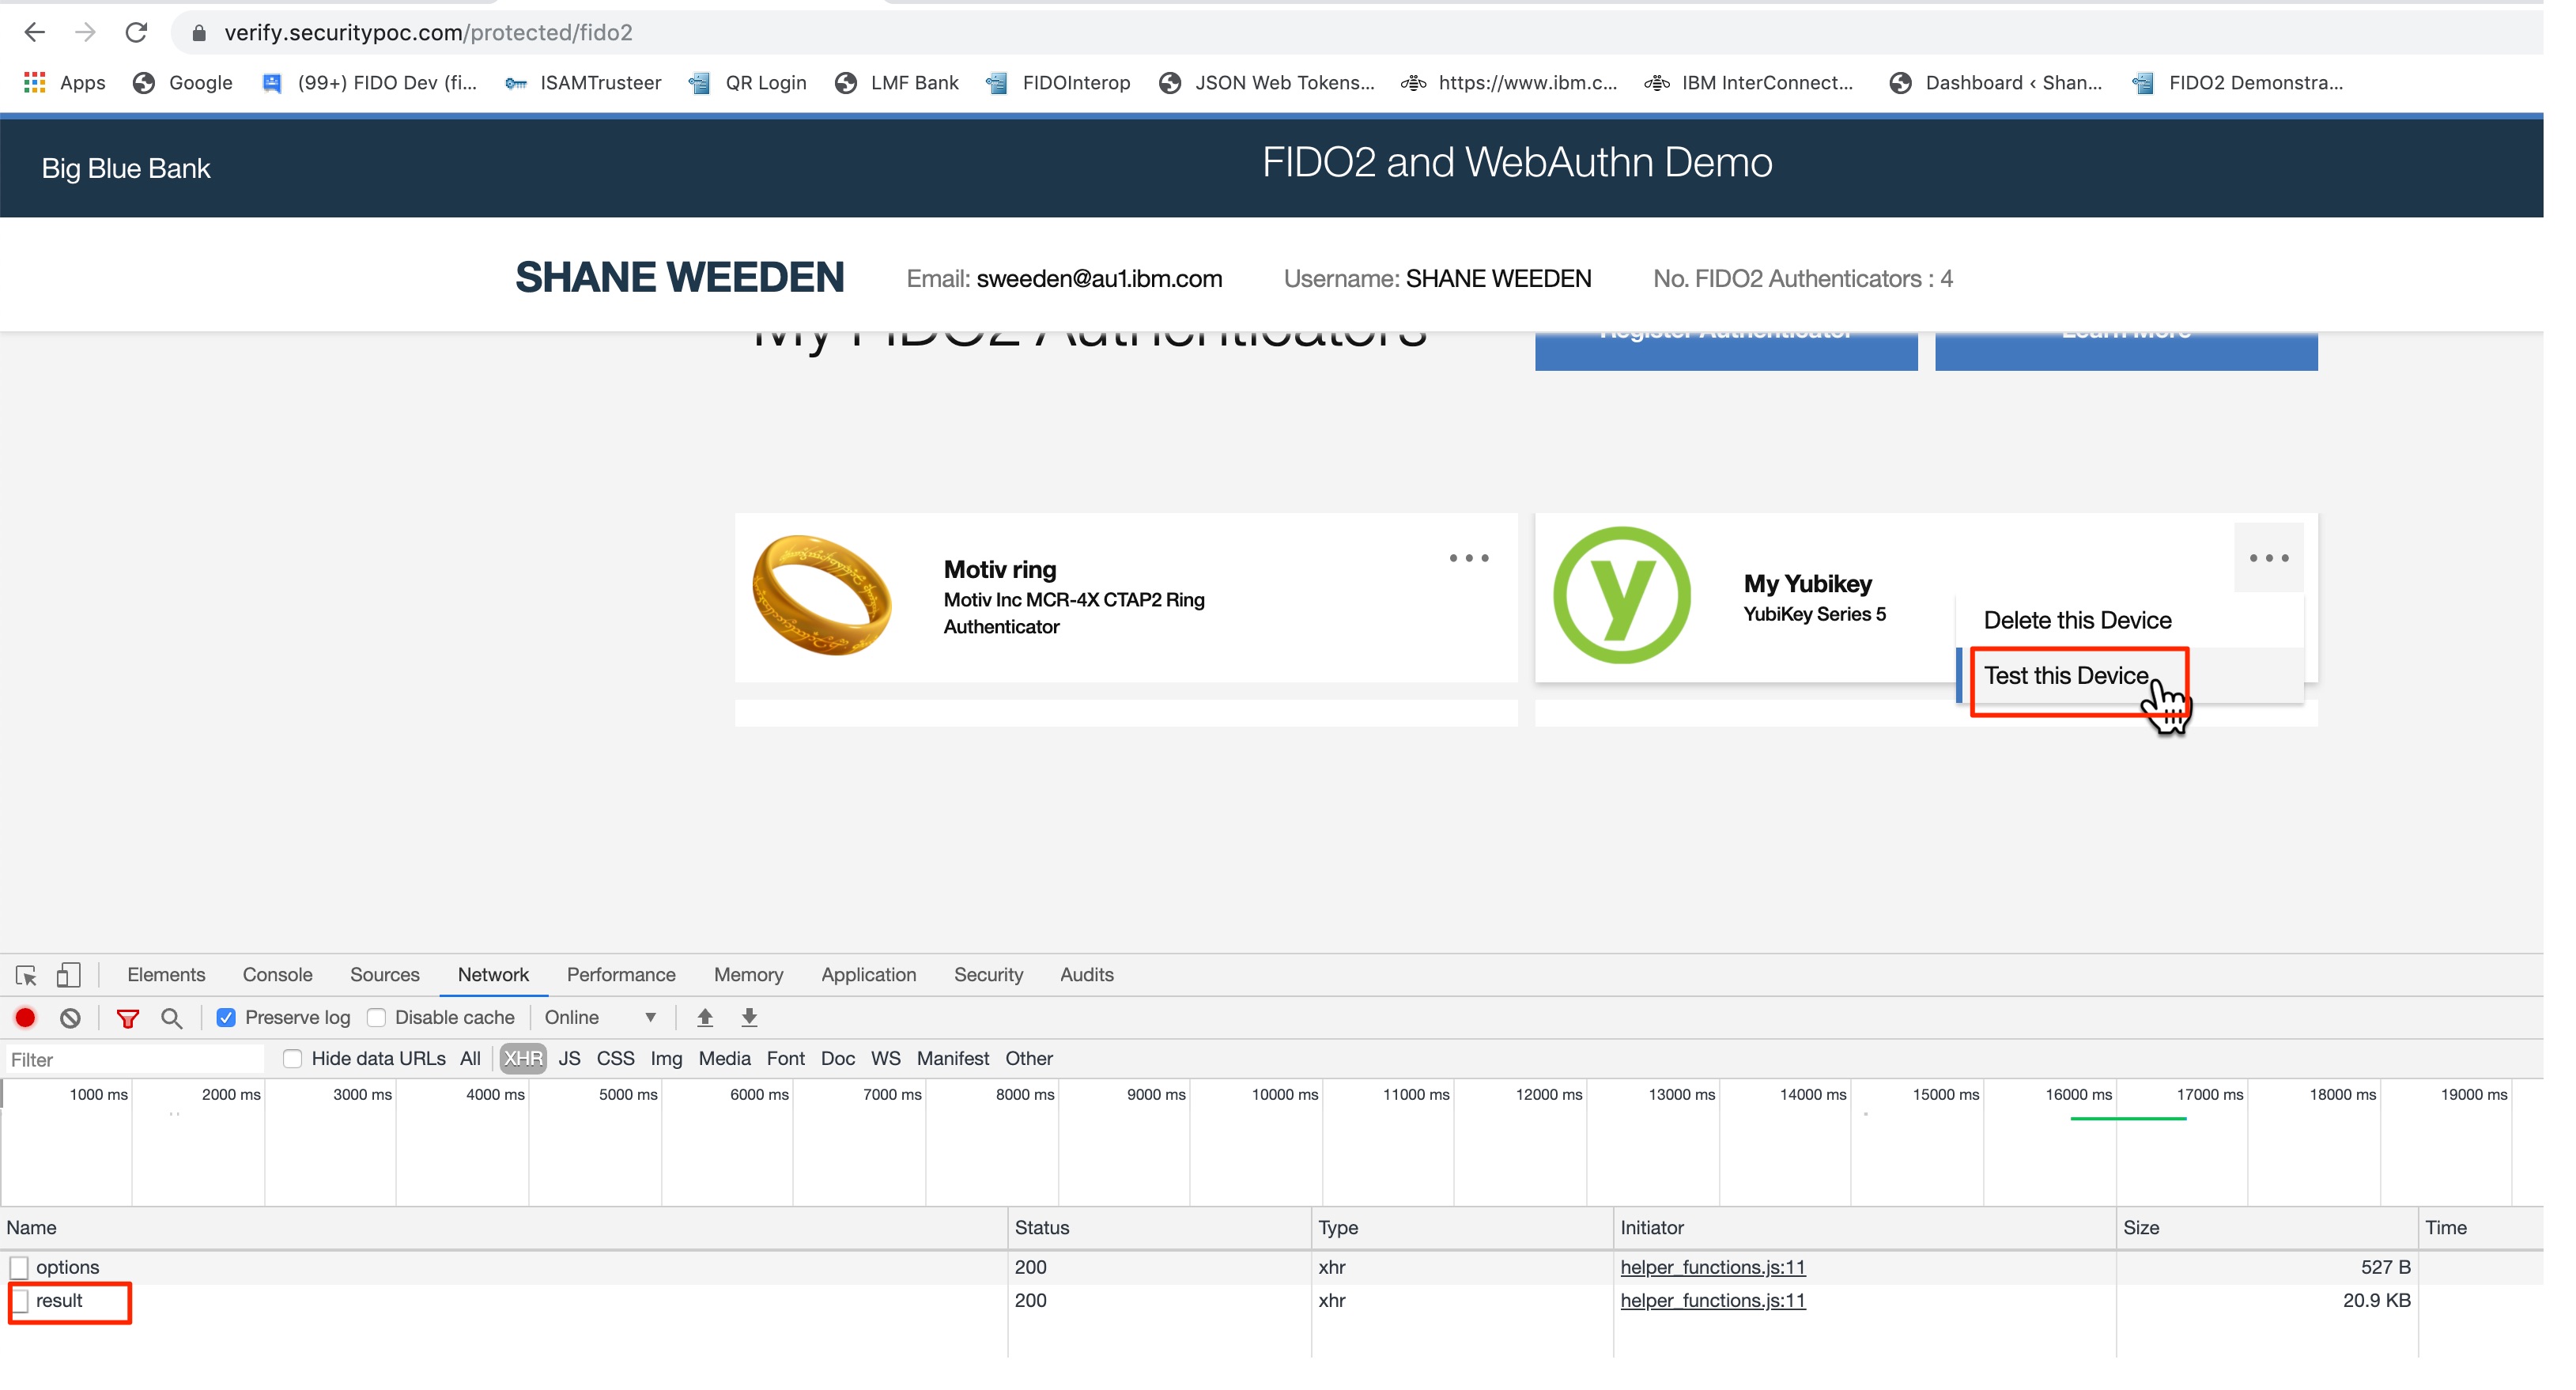 verify.securitypoc.com/protected/fido2
Apps Google (99+) FIDO Dev (fi... ISAMTrusteer QR Login LMF Bank FIDOInterop JSON Web Tokens... https://www.ibm.c... IBM InterConnect... Dashboard ‹ Shan... FIDO2 Demonstra...
Big Blue Bank
FIDO2 and WebAuthn Demo
SHANE WEEDEN Email: sweeden@au1.ibm.com Username: SHANE WEEDEN No. FIDO2 Authenticators : 4
My FIDO2 Authenticators Register Authenticator Learn More
Motiv ring
Motiv Inc MCR-4X CTAP2 Ring
Authenticator
My Yubikey
YubiKey Series 5
y
Delete this Device
Test this Device
Elements Console Sources Network Performance Memory Application Security Audits
Preserve log Disable cache Online
Filter Hide data URLs All XHR JS CSS Img Media Font Doc WS Manifest Other
1000 ms 2000 ms 3000 ms 4000 ms 5000 ms 6000 ms 7000 ms 8000 ms 9000 ms 10000 ms 11000 ms 12000 ms 13000 ms 14000 ms 15000 ms 16000 ms 17000 ms 18000 ms 19000 ms
Name Status Type Initiator Size Time
options 200 xhr helper_functions.js:11 527 B
result 200 xhr helper_functions.js:11 20.9 KB